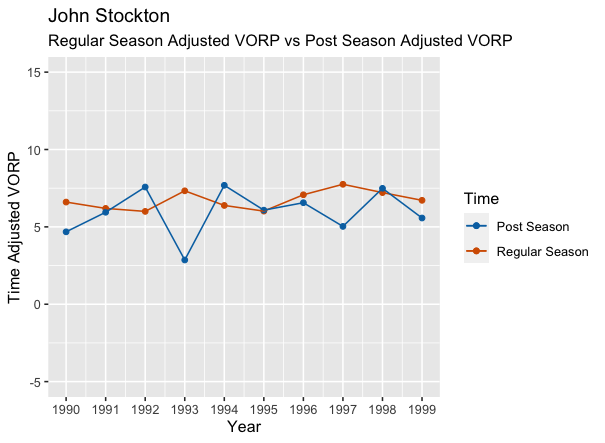 John Stockton
Regular Season Adjusted VORP vs Post Season Adjusted VORP
Time Adjusted VORP
15
10
5
0
-5
1990 1991 1992 1993 1994 1995 1996 1997 1998 1999
Year
Time
Post Season
Regular Season